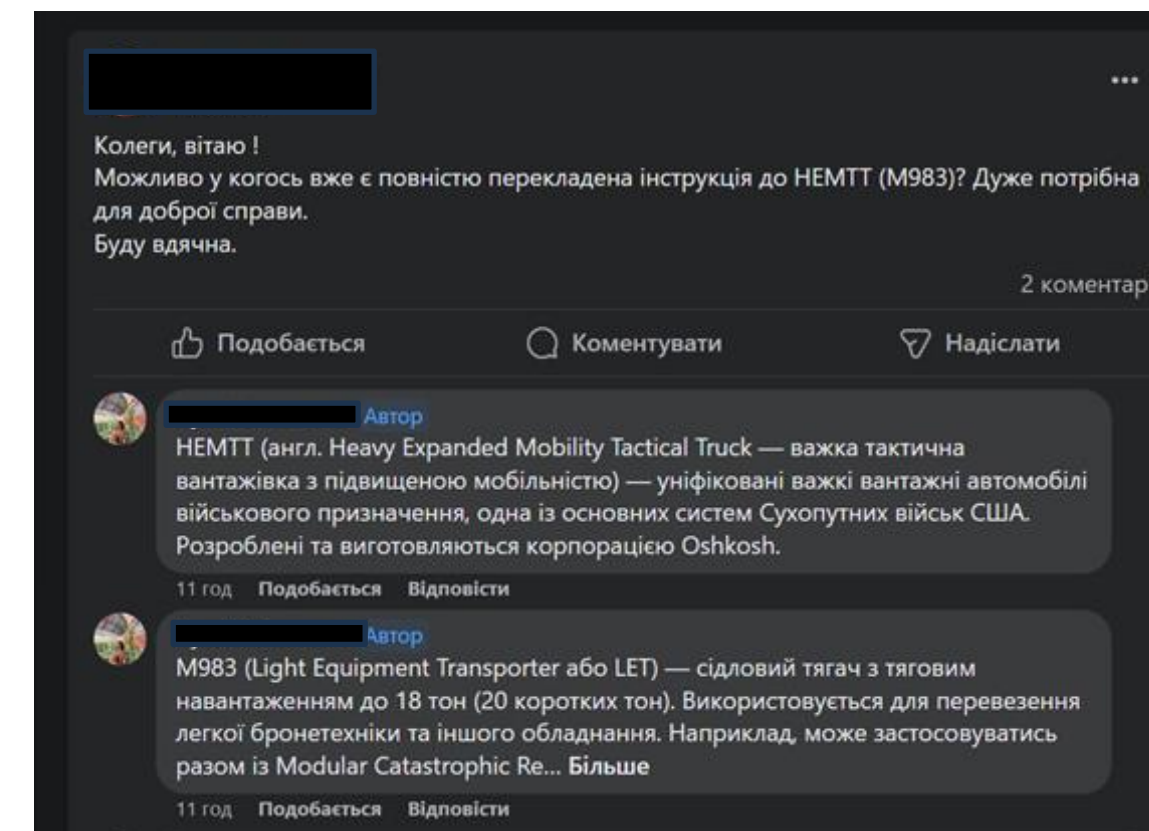 Колеги, вітаю !
Можливо у когось вже є повністю перекладена інструкція до HEMTT (M983)? Дуже потрібна
для доброї справи.
Буду вдячна.
2 коментар
Подобається
Коментувати
Надіслати
Автор
HEMTT (англ. Heavy Expanded Mobility Tactical Truck — важка тактична
вантажівка з підвищеною мобільністю) — уніфіковані важкі вантажні автомобілі
військового призначення, одна із основних систем Сухопутних військ США.
Розроблені та виготовляються корпорацією Oshkosh.
11 год Подобається Відповісти
Автор
M983 (Light Equipment Transporter або LET) — сідловий тягач з тяговим
навантаженням до 18 тон (20 коротких тон). Використовується для перевезення
легкої бронетехніки та іншого обладнання. Наприклад, може застосовуватись
разом із Modular Catastrophic Re... Більше
11 год Подобається Відповісти